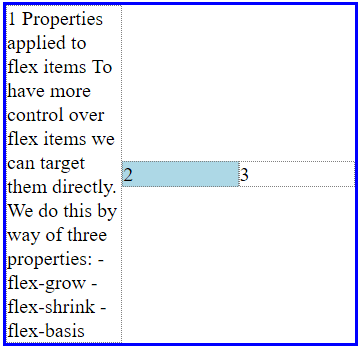 1 Properties
applied to
flex items To
have more
control over
flex items we
can target
them directly.
We do this by
way of three
properties: -
flex-grow -
flex-shrink -
flex-basis
2
3